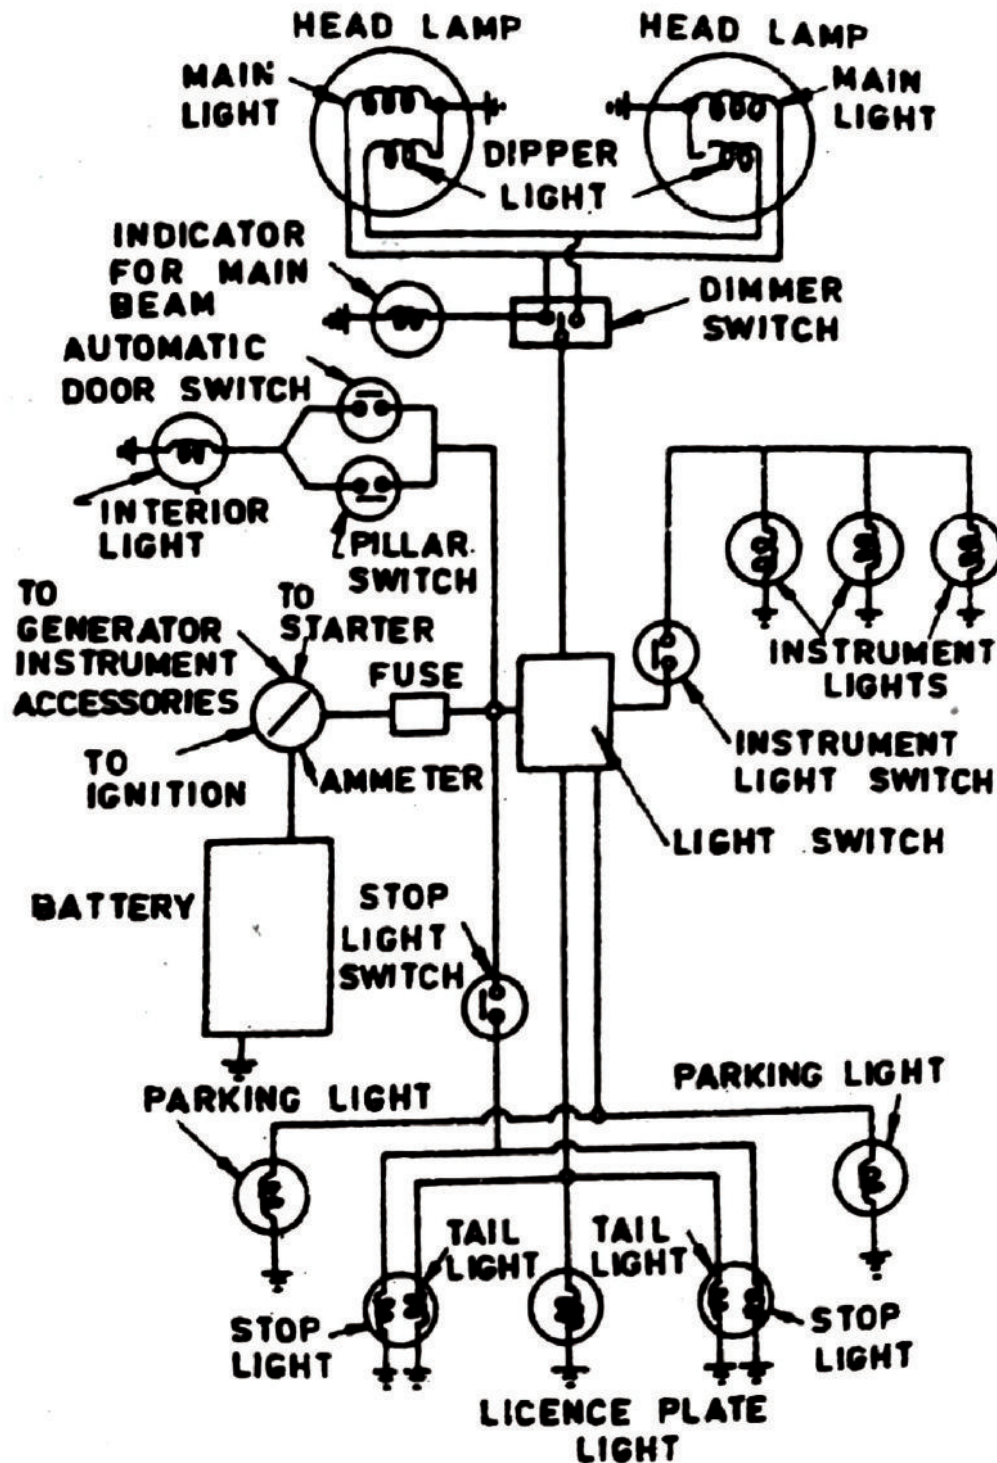 HEAD LAMP
HEAD LAMP
MAIN
LIGHT
MAIN
LIGHT
DIPPER
LIGHT
INDICATOR
FOR MAIN
BEAM
DIMMER
SWITCH
AUTOMATIC
DOOR SWITCH
INTERIOR
LIGHT
PILLAR
SWITCH
TO
GENERATOR
INSTRUMENT
ACCESSORIES
TO
STARTER
FUSE
INSTRUMENT
LIGHTS
TO
IGNITION
AMMETER
INSTRUMENT
LIGHT SWITCH
LIGHT SWITCH
BATTERY
STOP
LIGHT
SWITCH
PARKING LIGHT
PARKING LIGHT
TAIL
LIGHT
TAIL
LIGHT
STOP
LIGHT
STOP
LIGHT
LICENCE PLATE
LIGHT